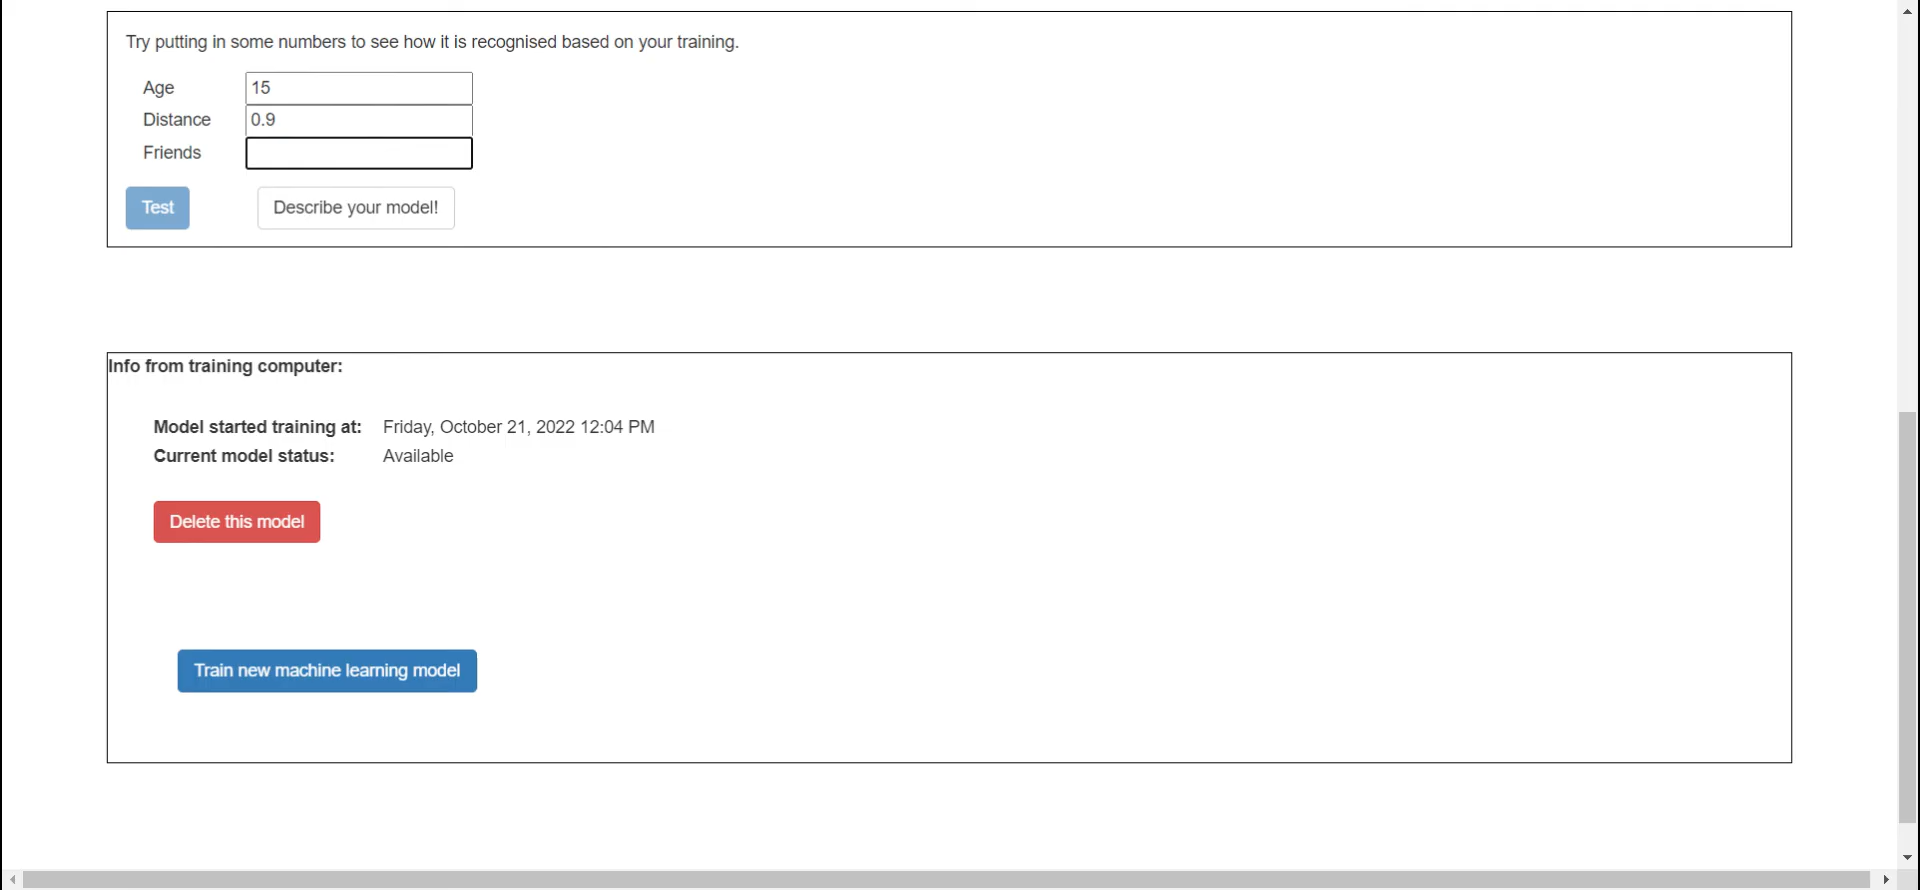 Try putting in some numbers to see how it is recognised based on your training.
Age 15
Distance 0.9
Friends
Test Describe your model!
Info from training computer:
Model started training at: Friday, October 21, 2022 12:04 PM
Current model status: Available
Delete this model
Train new machine learning model